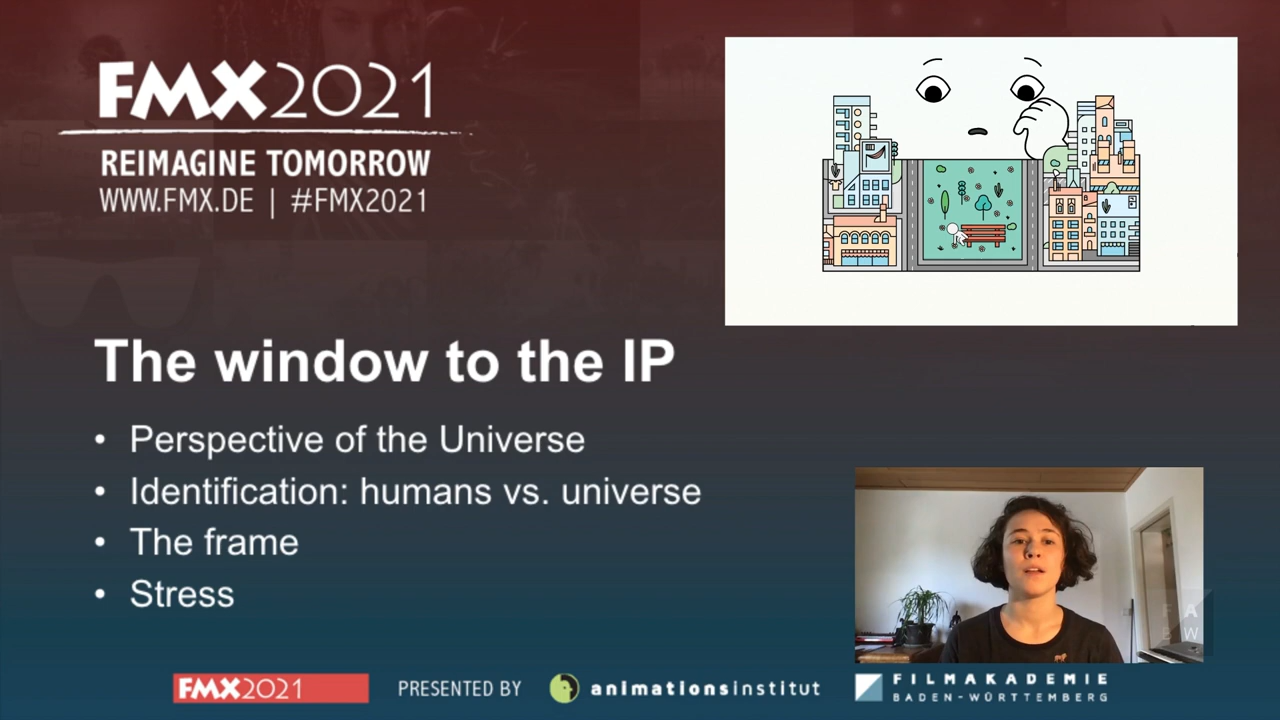 FMX2021
REIMAGINE TOMORROW
WWW.FMX.DE | #FMX2021
The window to the IP
• Perspective of the Universe
• Identification: humans vs. universe
• The frame
• Stress
F A
B W
FMX2021
PRESENTED BY
animationsinstitut
FILMAKADEMIE
BADEN-WÜRTTEMBERG